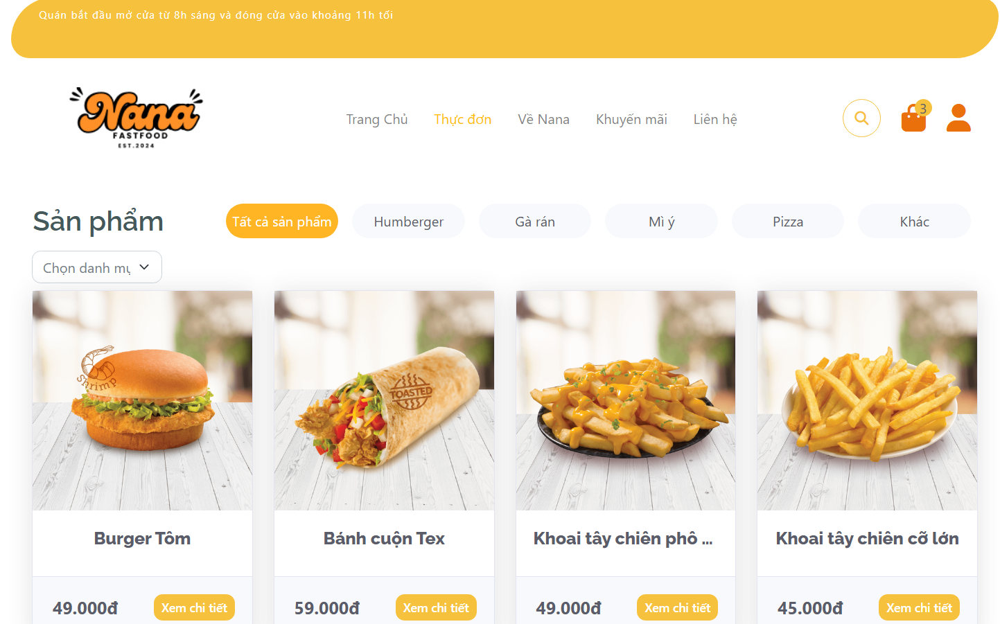 Quán bắt đầu mở cửa từ 8h sáng và đóng cửa vào khoảng 11h tối
Nana
FASTFOOD
EST.2024
Trang Chủ
Thực đơn
Về Nana
Khuyến mãi
Liên hệ
3
Sản phẩm
Tất cả sản phẩm
Humberger
Gà rán
Mì ý
Pizza
Khác
Chọn danh mụ
Shrimp
TOASTED
Burger Tôm
Bánh cuộn Tex
Khoai tây chiên phô ...
Khoai tây chiên cỡ lớn
49.000đ
Xem chi tiết
59.000đ
Xem chi tiết
49.000đ
Xem chi tiết
45.000đ
Xem chi tiết